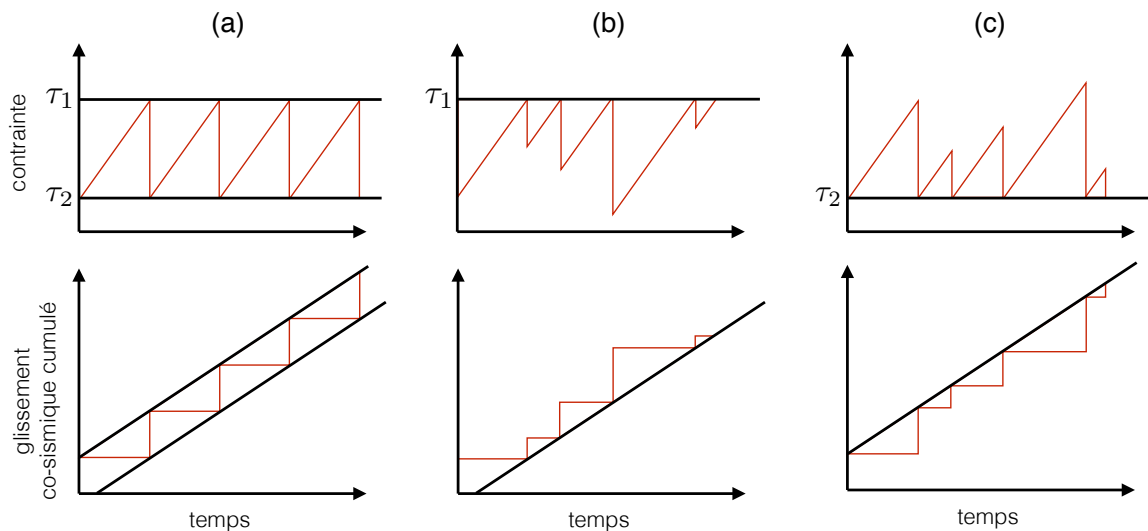 (a)
(b)
(c)
contrainte
τ1
τ2
τ1
τ2
glissement
co-sismique cumulé
temps
temps
temps